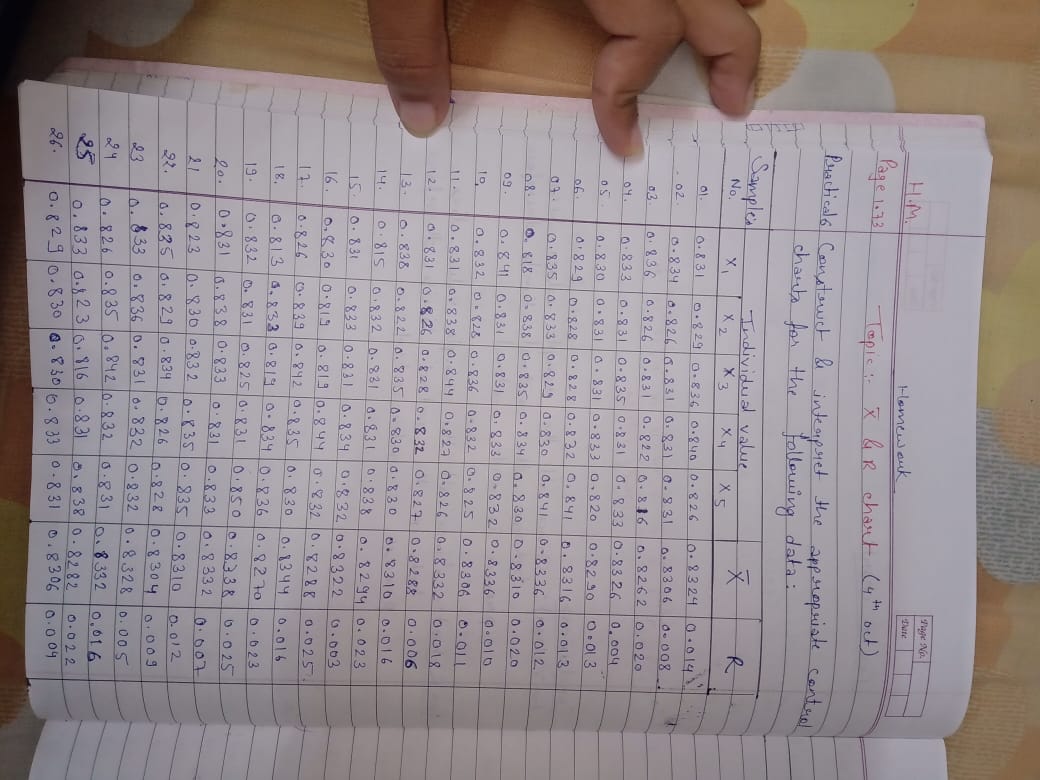 Homework
H.M.
Page No.
Date
Page 1.73 Topic :- X̄ & R chart (4th oct)
Practical: Construct & interpret the appropriate control
charts for the following data:
Samples Individual value X̄ R
No. X1 X2 X3 X4 X5
01. 0.831 0.829 0.836 0.840 0.826 0.8324 0.014
02. 0.834 0.826 0.831 0.831 0.831 0.8306 0.008
03. 0.836 0.826 0.831 0.822 0.816 0.8262 0.020
04. 0.833 0.831 0.835 0.831 0.833 0.8326 0.004
05. 0.830 0.831 0.831 0.833 0.820 0.8290 0.013
06. 0.829 0.828 0.828 0.832 0.841 0.8316 0.013
07. 0.835 0.833 0.829 0.830 0.841 0.8336 0.012
08. 0.818 0.838 0.835 0.834 0.830 0.8310 0.020
09. 0.841 0.831 0.831 0.833 0.832 0.8336 0.010
10. 0.832 0.828 0.836 0.832 0.825 0.8306 0.011
11. 0.831 0.838 0.844 0.827 0.826 0.8332 0.018
12. 0.831 0.826 0.828 0.832 0.827 0.8288 0.006
13. 0.838 0.822 0.835 0.830 0.830 0.8310 0.016
14. 0.815 0.832 0.831 0.831 0.838 0.8294 0.023
15. 0.831 0.833 0.831 0.834 0.832 0.8322 0.003
16. 0.830 0.819 0.819 0.844 0.832 0.8288 0.025
17. 0.826 0.839 0.842 0.835 0.830 0.8344 0.016
18. 0.813 0.833 0.819 0.834 0.836 0.8270 0.023
19. 0.832 0.831 0.825 0.831 0.850 0.8338 0.025
20. 0.831 0.838 0.833 0.831 0.833 0.8332 0.007
21 0.823 0.830 0.832 0.835 0.835 0.8310 0.012
22. 0.835 0.829 0.834 0.826 0.828 0.8304 0.009
23 0.833 0.836 0.831 0.832 0.832 0.8328 0.005
24 0.826 0.835 0.842 0.832 0.831 0.8332 0.016
25 0.833 0.823 0.816 0.831 0.838 0.8282 0.022
26. 0.829 0.830 0.830 0.833 0.831 0.8306 0.004